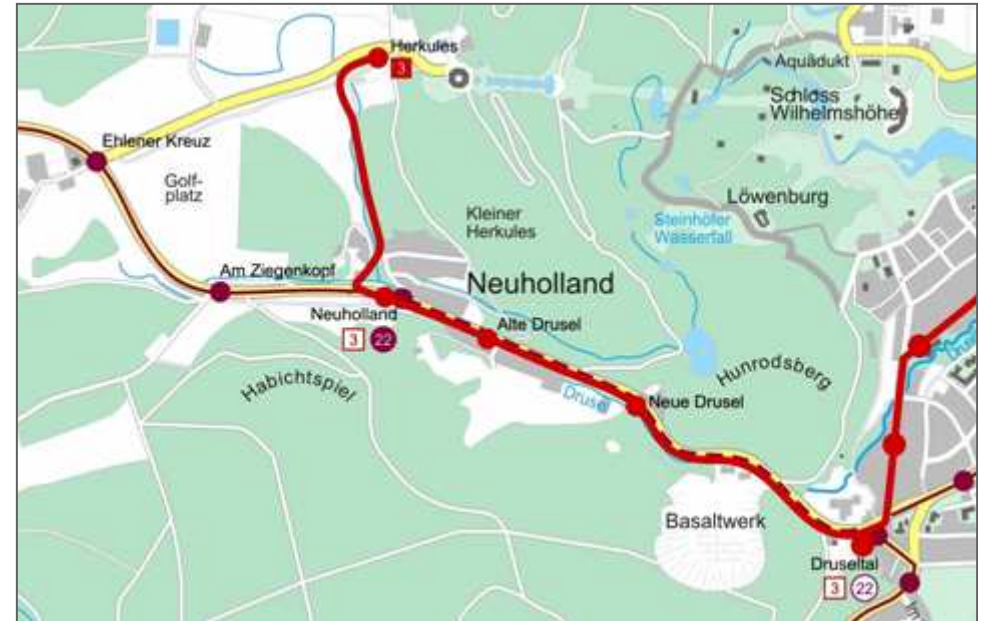 Herkules
3
Aquädukt
Schloss
Wilhelmshöhe
Ehlener Kreuz
Golf-
platz
Löwenburg
Kleiner
Herkules
Steinhöfer
Wasserfall
Am Ziegenkopf
Neuholland
Neuholland
3 22
Alte Drusel
Habichtspiel
Hunrodsberg
Drusel
Neue Drusel
Basaltwerk
Druseltal
3 22